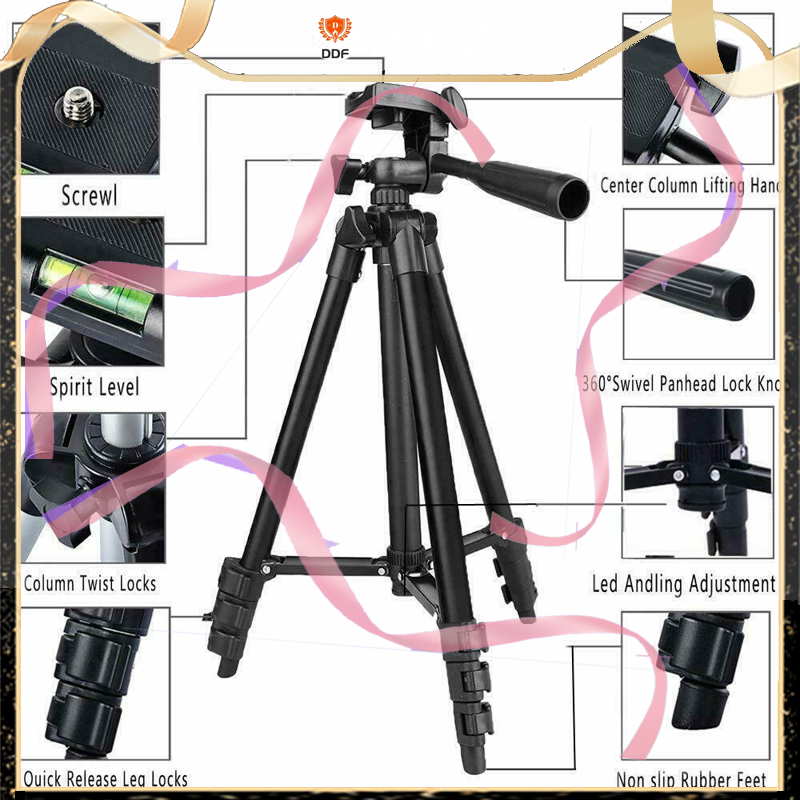 D
DDF
Screwl
Center Column Lifting Hand
Spirit Level
360°Swivel Panhead Lock Knob
Column Twist Locks
Led Andling Adjustment
Quick Release Leg Locks
Non slip Rubber Feet